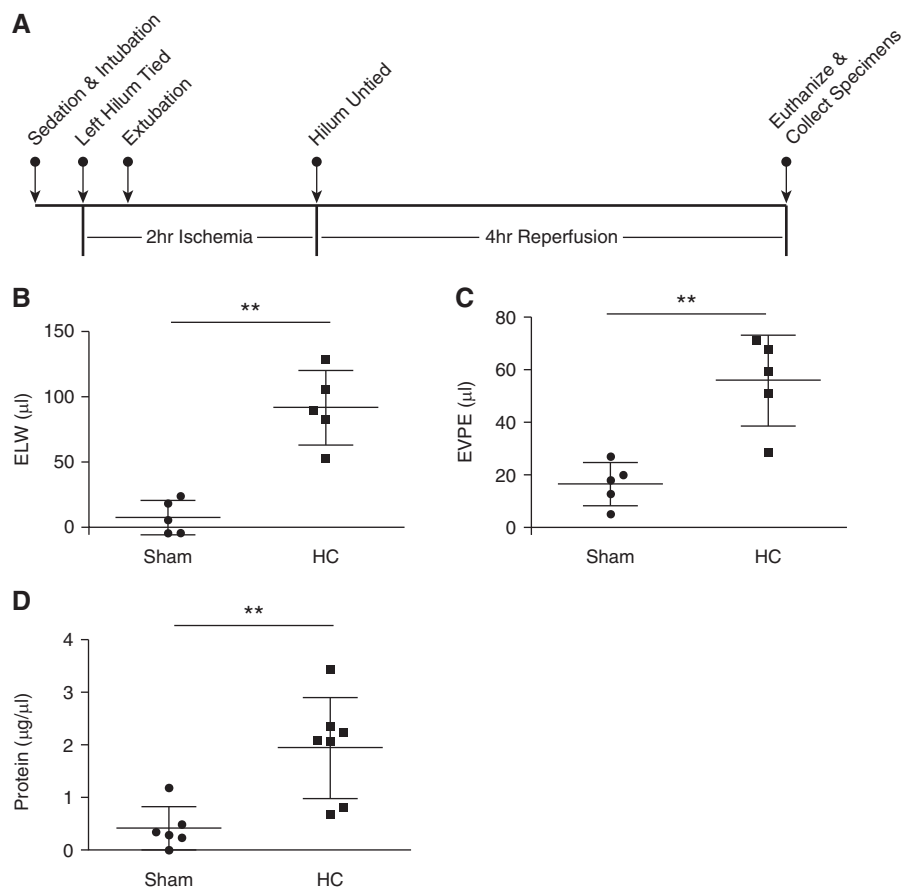 A
Sedation & Intubation
Left Hilum Tied
Extubation
Hilum Untied
Euthanize &
Collect Specimens
2hr Ischemia
4hr Reperfusion
B
**
150
100
50
0
ELW (µl)
Sham
HC
C
**
80
60
40
20
0
EVPE (µl)
Sham
HC
D
**
4
3
2
1
0
Protein (µg/µl)
Sham
HC